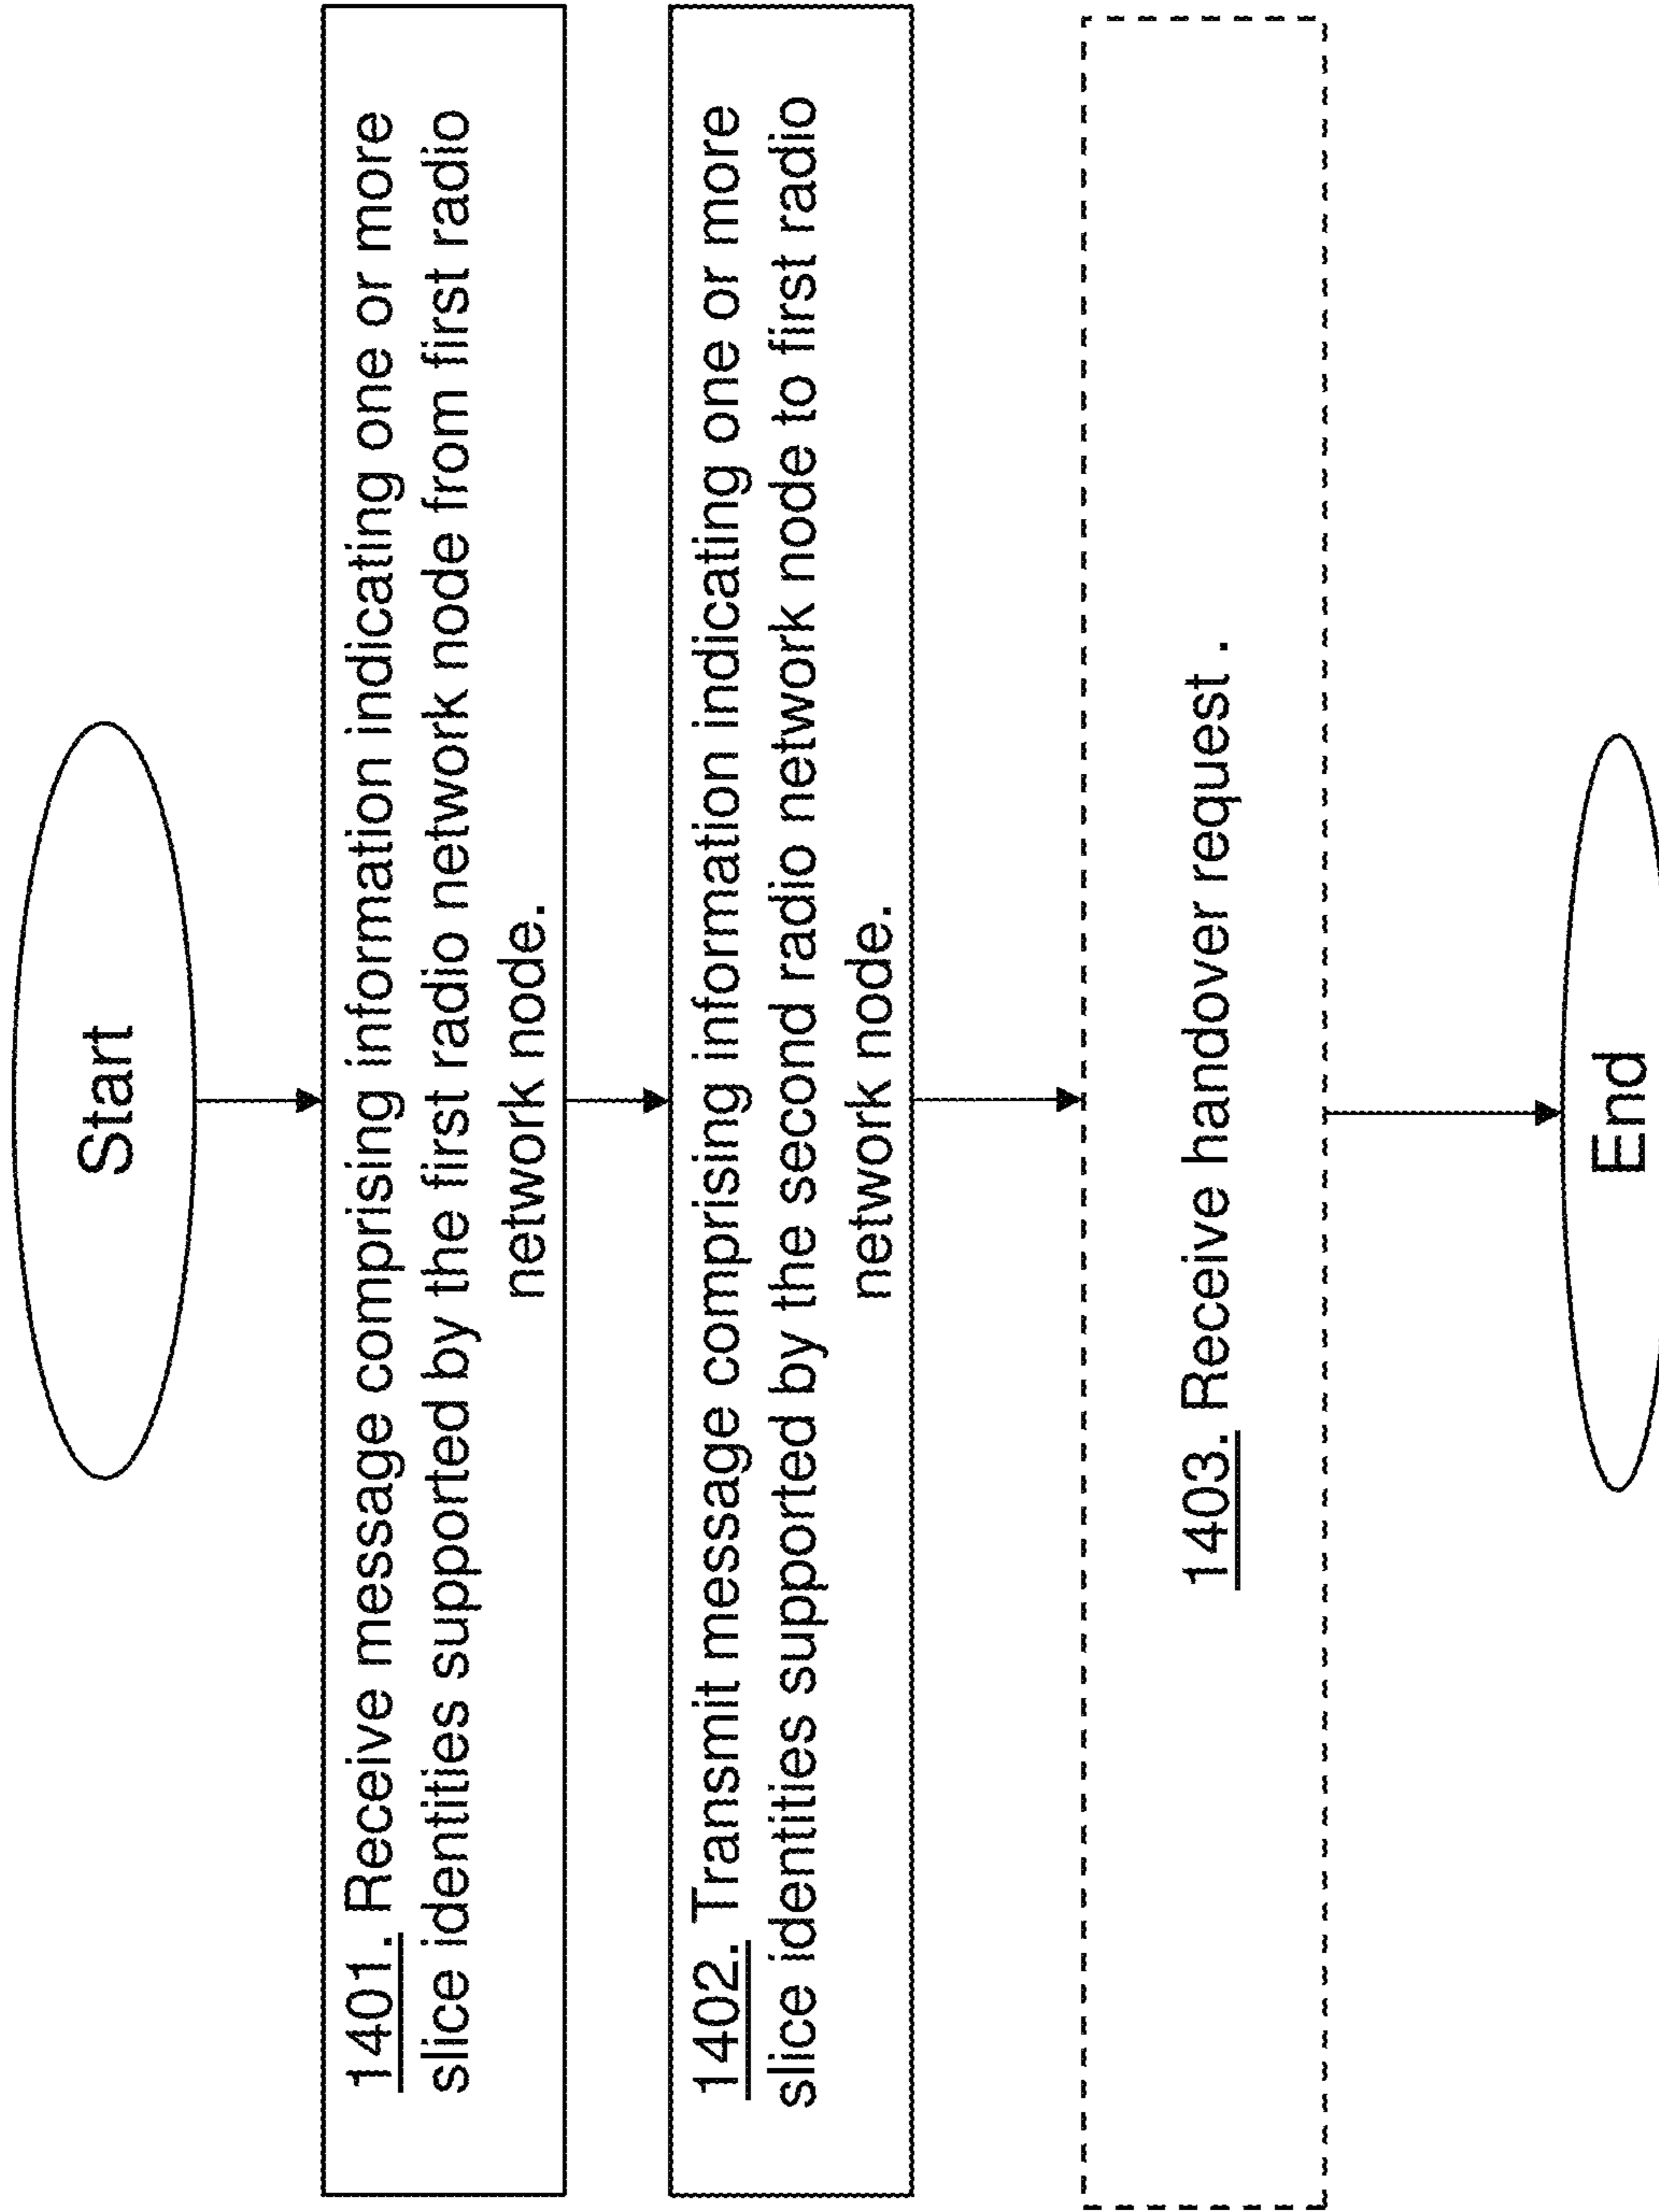 Start
1401. Receive message comprising information indicating one or more
slice identities supported by the first radio network node from first radio
network node.
1402. Transmit message comprising information indicating one or more
slice identities supported by the second radio network node to first radio
network node.
1403. Receive handover request .
End